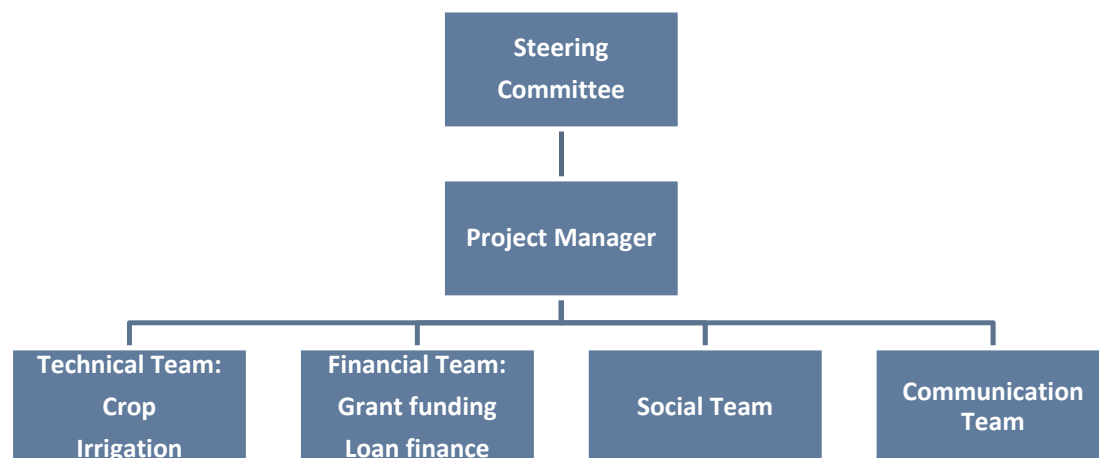 Steering
Committee
Project Manager
Technical Team:
Crop
Irrigation
Financial Team:
Grant funding
Loan finance
Social Team
Communication
Team